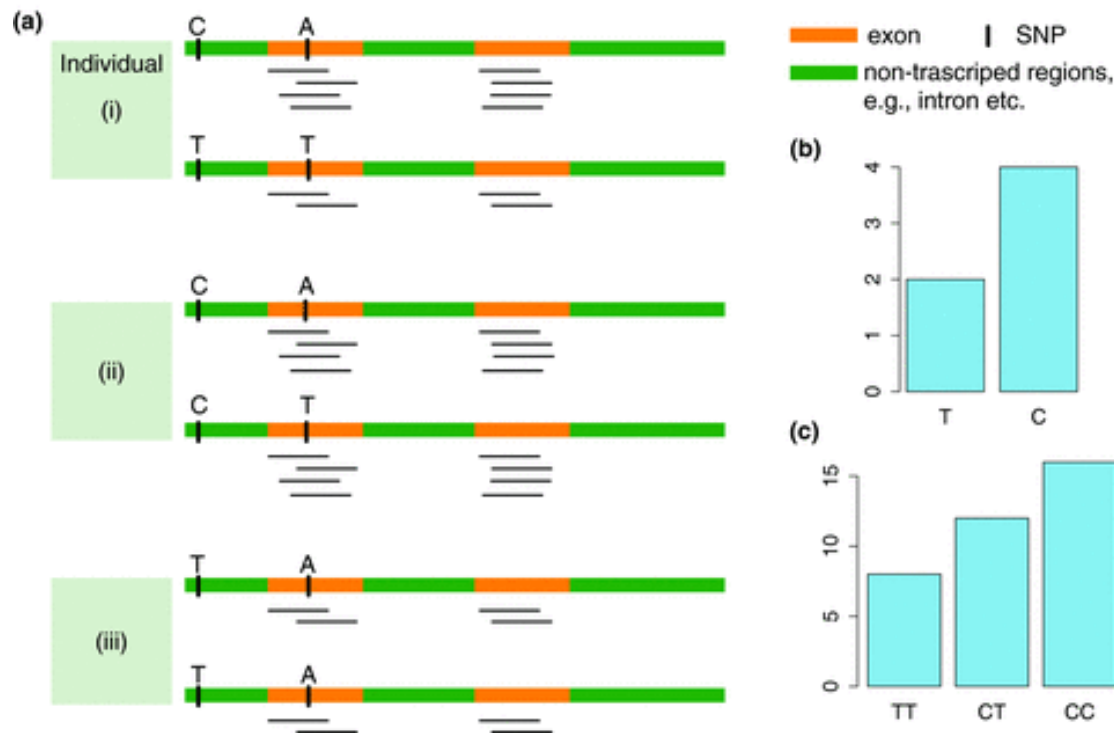 (a)
C A
Individual
(i)
T T
C A
(ii)
C T
T A
(iii)
T A
exon SNP
non-trascriped regions,
e.g., intron etc.
(b)
4
3
2
1
0
T C
(c)
15
10
5
0
TT CT CC